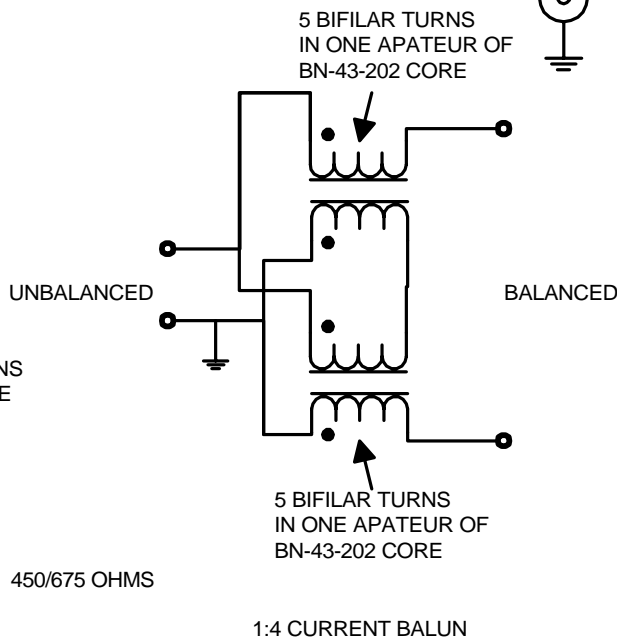 5 BIFILAR TURNS
IN ONE APATEUR OF
BN-43-202 CORE
UNBALANCED
BALANCED
NS
E
5 BIFILAR TURNS
IN ONE APATEUR OF
BN-43-202 CORE
450/675 OHMS
1:4 CURRENT BALUN